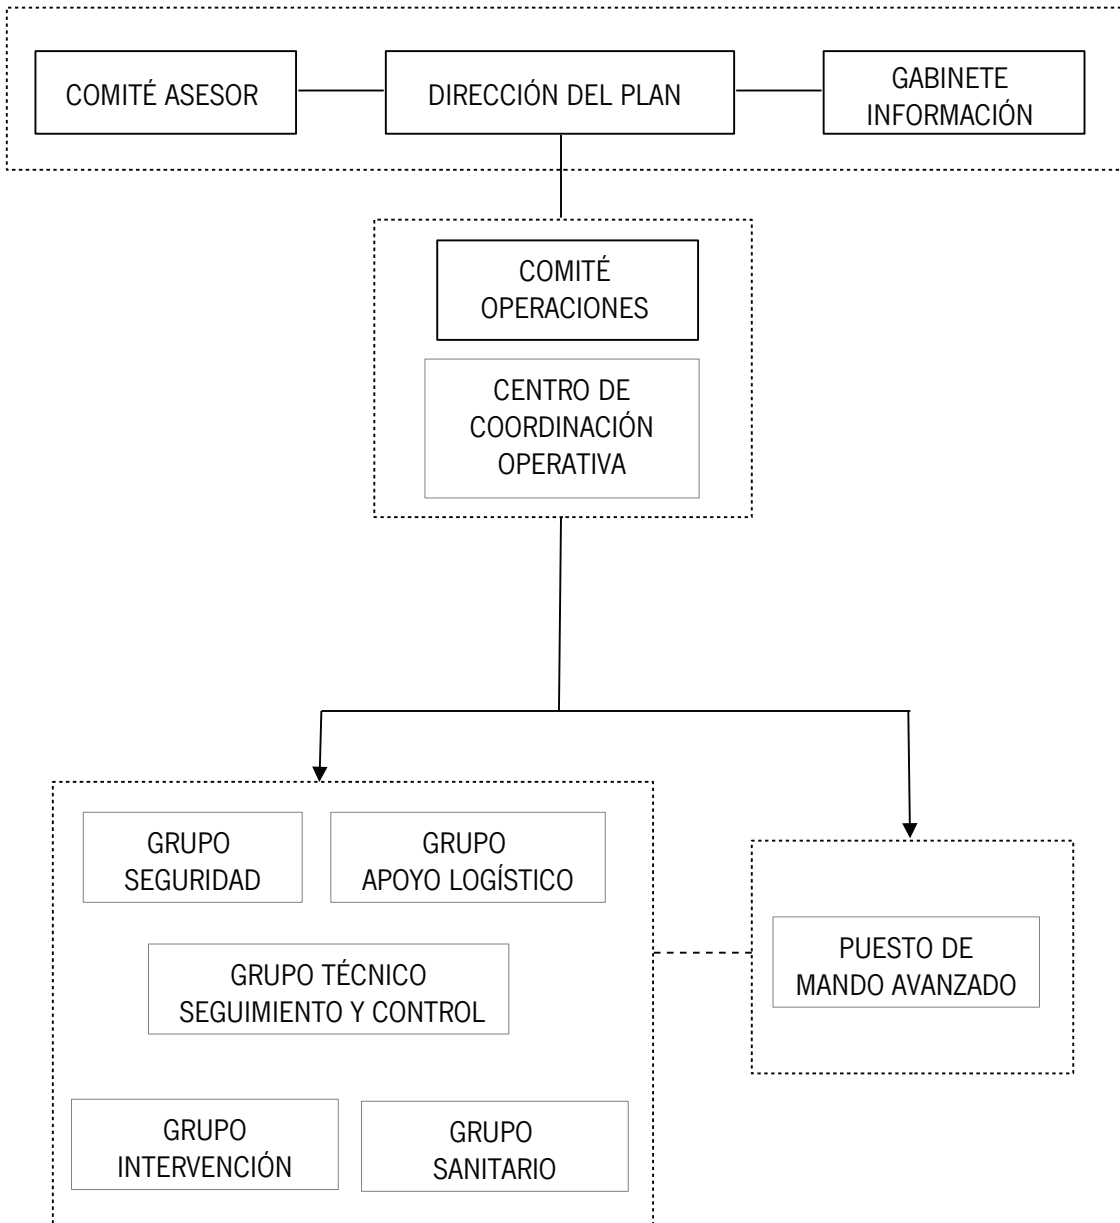 COMITÉ ASESOR
DIRECCIÓN DEL PLAN
GABINETE
INFORMACIÓN
COMITÉ
OPERACIONES
CENTRO DE
COORDINACIÓN
OPERATIVA
GRUPO
SEGURIDAD
GRUPO
APOYO LOGÍSTICO
GRUPO TÉCNICO
SEGUIMIENTO Y CONTROL
PUESTO DE
MANDO AVANZADO
GRUPO
INTERVENCIÓN
GRUPO
SANITARIO